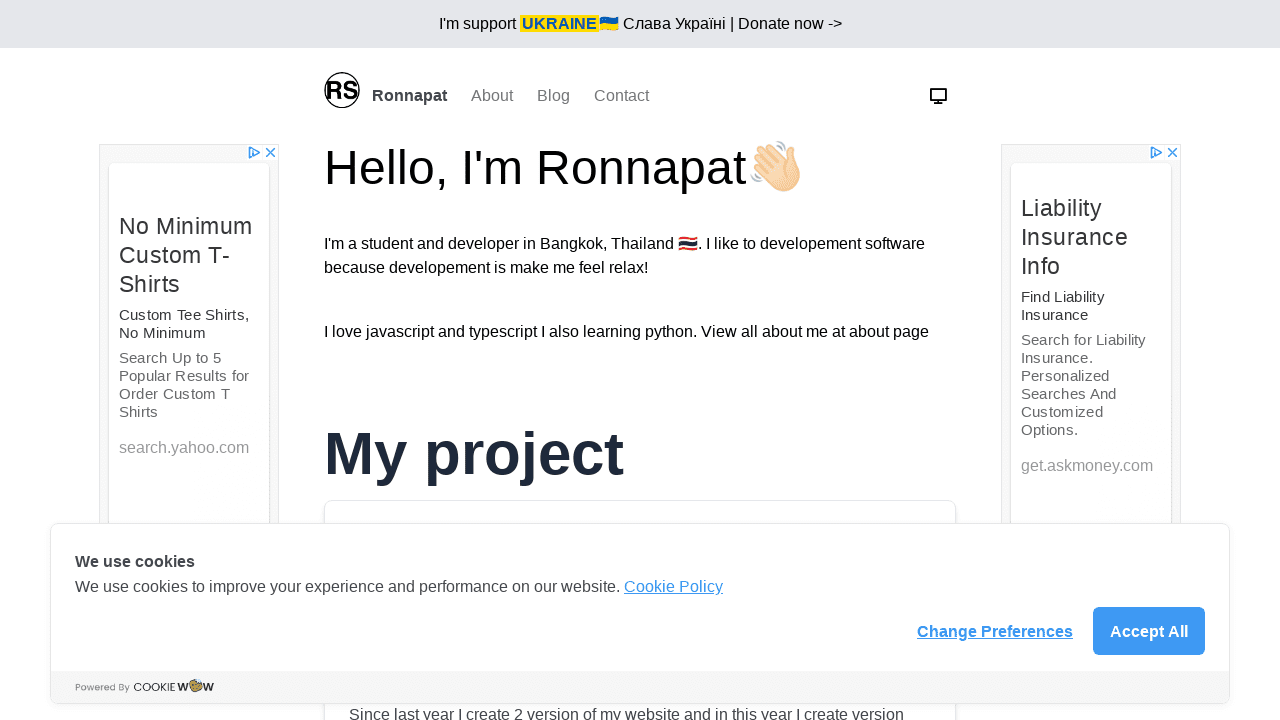 I'm support UKRAINE🇺🇦 Слава Україні | Donate now ->
RS Ronnapat About Blog Contact
Hello, I'm Ronnapat👋🏻
I'm a student and developer in Bangkok, Thailand 🇹🇭. I like to developement software
because developement is make me feel relax!
I love javascript and typescript I also learning python. View all about me at about page
No Minimum
Custom T-
Shirts
Custom Tee Shirts,
No Minimum
Search Up to 5
Popular Results for
Order Custom T
Shirts
search.yahoo.com
Liability
Insurance
Info
Find Liability
Insurance
Search for Liability
Insurance.
Personalized
Searches And
Customized
Options.
get.askmoney.com
My project
We use cookies
We use cookies to improve your experience and performance on our website. Cookie Policy
Change Preferences Accept All
Powered By COOKIE WOW
Since last year I create 2 version of my website and in this year I create version